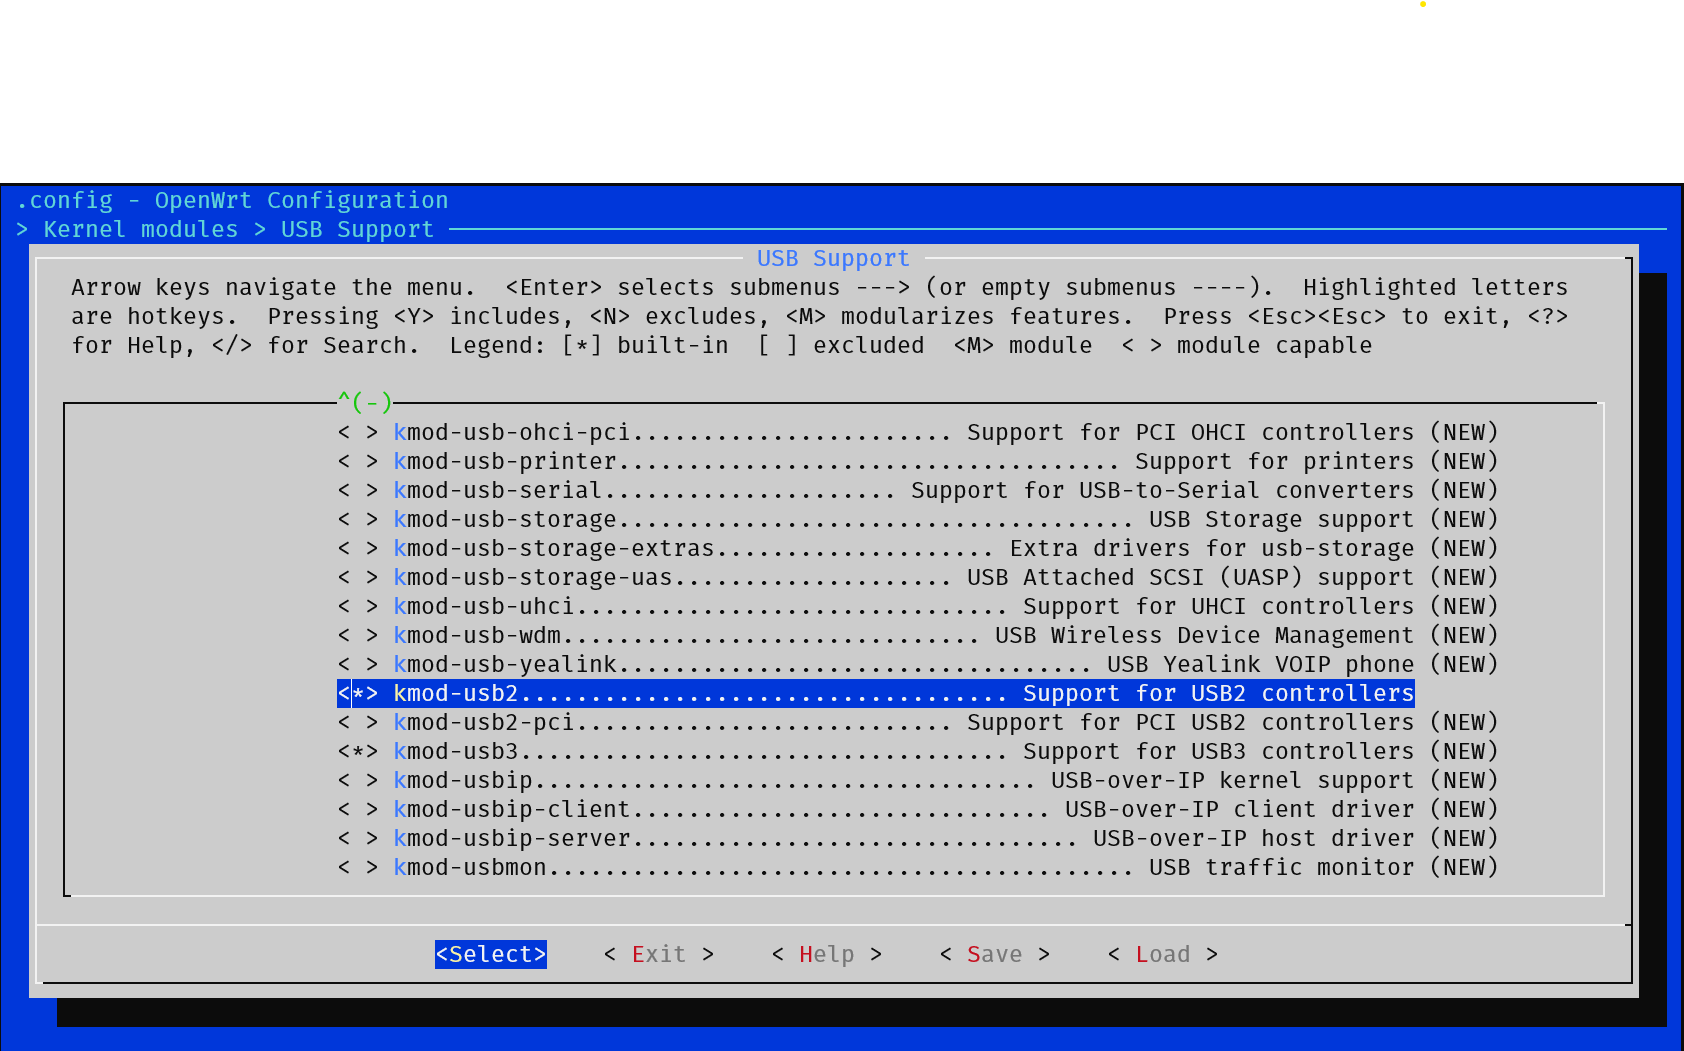 .config - OpenWrt Configuration
> Kernel modules > USB Support
USB Support
Arrow keys navigate the menu.  <Enter> selects submenus ---> (or empty submenus ----).  Highlighted letters
are hotkeys.  Pressing <Y> includes, <N> excludes, <M> modularizes features.  Press <Esc><Esc> to exit, <?>
for Help, </> for Search.  Legend: [*] built-in  [ ] excluded  <M> module  < > module capable
^(-)
< > kmod-usb-ohci-pci....................... Support for PCI OHCI controllers (NEW)
< > kmod-usb-printer.................................... Support for printers (NEW)
< > kmod-usb-serial..................... Support for USB-to-Serial converters (NEW)
< > kmod-usb-storage..................................... USB Storage support (NEW)
< > kmod-usb-storage-extras.................... Extra drivers for usb-storage (NEW)
< > kmod-usb-storage-uas.................... USB Attached SCSI (UASP) support (NEW)
< > kmod-usb-uhci............................... Support for UHCI controllers (NEW)
< > kmod-usb-wdm.............................. USB Wireless Device Management (NEW)
< > kmod-usb-yealink.................................. USB Yealink VOIP phone (NEW)
<*> kmod-usb2................................... Support for USB2 controllers
< > kmod-usb2-pci........................... Support for PCI USB2 controllers (NEW)
<*> kmod-usb3................................... Support for USB3 controllers (NEW)
< > kmod-usbip.................................... USB-over-IP kernel support (NEW)
< > kmod-usbip-client.............................. USB-over-IP client driver (NEW)
< > kmod-usbip-server................................ USB-over-IP host driver (NEW)
< > kmod-usbmon.......................................... USB traffic monitor (NEW)
<Select>    < Exit >    < Help >    < Save >    < Load >